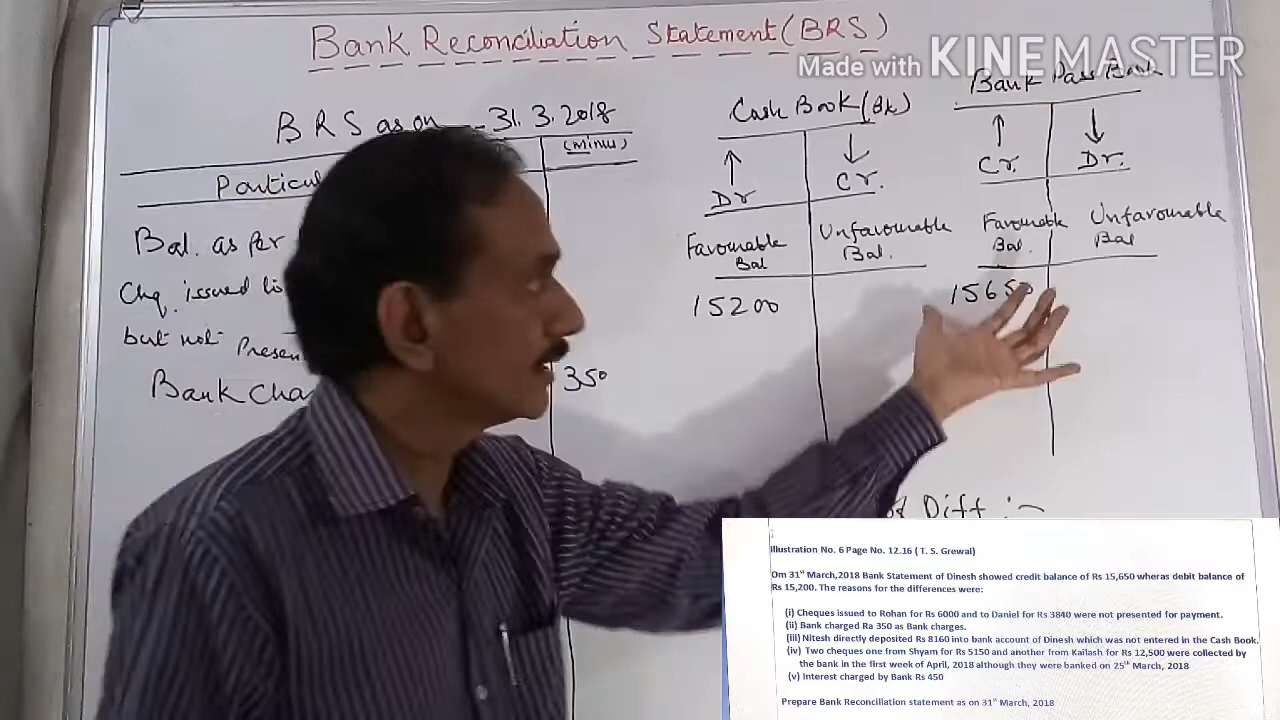 Bank Reconciliation Statement (BRS)
Made with KINEMASTER
BRS as on 31.3.2018
(minus)
Particul
Bal. as per
Chq. issued
but not Presen
Bank Cha
350
Cash Book (Bk)
Dr
Cr.
Favourable
Bal
Unfavourable
Bal.
15200
Bank Pass Book
Cr.
Dr.
Favourable
Bal.
Unfavourable
Bal
15650
of Diff :-
Illustration No. 6 Page No. 12.16 ( T. S. Grewal)
Om 31st March,2018 Bank Statement of Dinesh showed credit balance of Rs 15,650 wheras debit balance of
Rs 15,200. The reasons for the differences were:
(i) Cheques issued to Rohan for Rs 6000 and to Daniel for Rs 3840 were not presented for payment.
(ii) Bank charged Ra 350 as Bank charges.
(iii) Nitesh directly deposited Rs 8160 into bank account of Dinesh which was not entered in the Cash Book.
(iv) Two cheques one from Shyam for Rs 5150 and another from Kailash for Rs 12,500 were collected by
the bank in the first week of April, 2018 although they were banked on 25th March, 2018
(v) Interest charged by Bank Rs 450
Prepare Bank Reconciliation statement as on 31st March, 2018